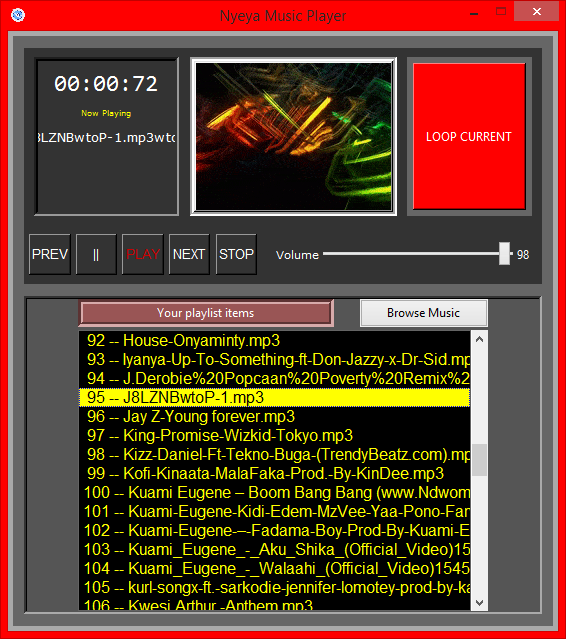 Nyeya Music Player
00:00:72
Now Playing
8LZNBwtoP-1.mp3wto
LOOP CURRENT
PREV
||
PLAY
NEXT
STOP
Volume
98
Your playlist items
Browse Music
92 -- House-Onyaminty.mp3
93 -- Iyanya-Up-To-Something-ft-Don-Jazzy-x-Dr-Sid.mp
94 -- J.Derobie%20Popcaan%20Poverty%20Remix%2
95 -- J8LZNBwtoP-1.mp3
96 -- Jay Z-Young forever.mp3
97 -- King-Promise-Wizkid-Tokyo.mp3
98 -- Kizz-Daniel-Ft-Tekno-Buga-(TrendyBeatz.com).mp
99 -- Kofi-Kinaata-MalaFaka-Prod.-By-KinDee.mp3
100 -- Kuami Eugene – Boom Bang Bang (www.Ndwom
101 -- Kuami-Eugene-Kidi-Edem-MzVee-Yaa-Pono-Fan
102 -- Kuami-Eugene-–-Fadama-Boy-Prod-By-Kuami-E
103 -- Kuami_Eugene_-_Aku_Shika_(Official_Video)15
104 -- Kuami_Eugene_-_Walaahi_(Official_Video)1545
105 -- kurl-songx-ft.-sarkodie-jennifer-lomotey-prod-by-ka
106 -- Kwesi Arthur -Anthem.mp3